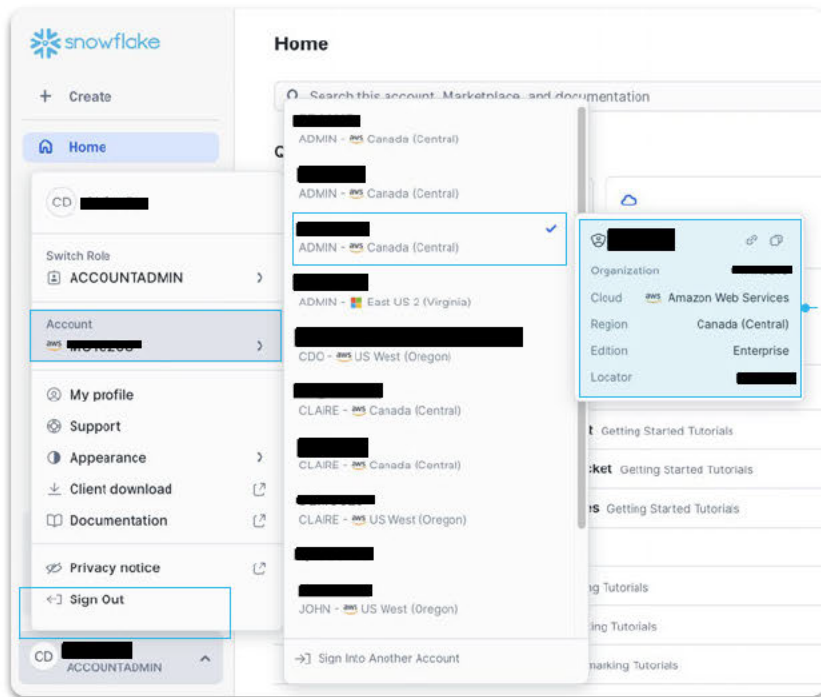 snowflake
Home
+ Create
Search this account, Marketplace, and documentation
Home
CD
Switch Role
ACCOUNTADMIN
Account
aws
My profile
Support
Appearance
Client download
Documentation
Privacy notice
Sign Out
CD
ACCOUNTADMIN
ADMIN - aws Canada (Central)
ADMIN - aws Canada (Central)
ADMIN - aws Canada (Central)
ADMIN - East US 2 (Virginia)
CDO - aws US West (Oregon)
CLAIRE - aws Canada (Central)
CLAIRE - aws Canada (Central)
CLAIRE - aws US West (Oregon)
JOHN - aws US West (Oregon)
Sign Into Another Account
Organization
Cloud aws Amazon Web Services
Region Canada (Central)
Edition Enterprise
Locator
Getting Started Tutorials
Getting Started Tutorials
Getting Started Tutorials
Tutorials
Tutorials
Tutorials